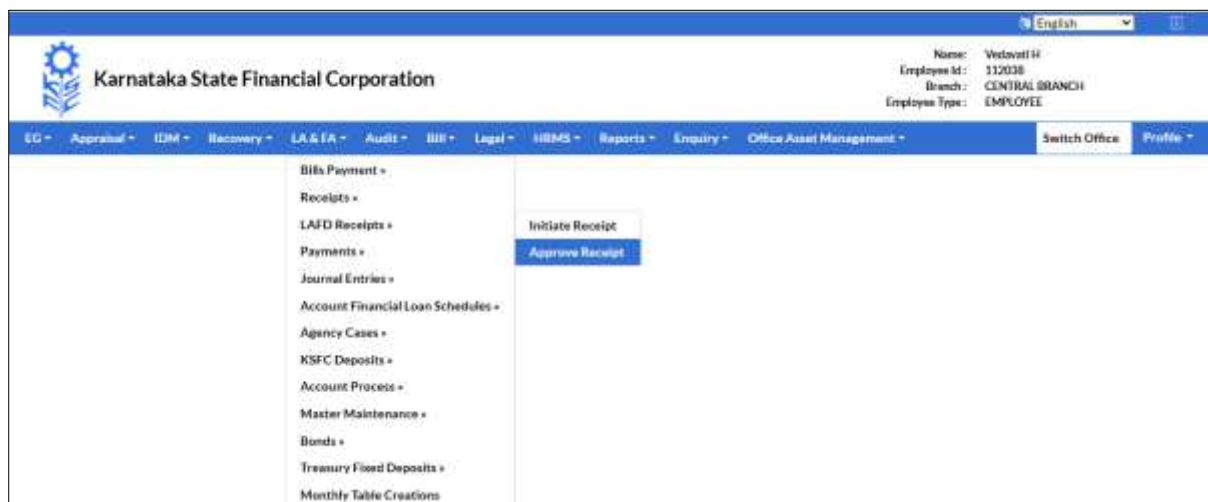 English
Karnataka State Financial Corporation
Name: Vedavati H
Employee Id : 112038
Branch : CENTRAL BRANCH
Employee Type : EMPLOYEE
EG Appraisal IDM Recovery LA & FA Audit Bill Legal HRMS Reports Enquiry Office Asset Management Switch Office Profile
Bills Payment »
Receipts »
LAFD Receipts »
Initiate Receipt
Payments »
Approve Receipt
Journal Entries »
Account Financial Loan Schedules »
Agency Cases »
KSFC Deposits »
Account Process »
Master Maintenance »
Bonds »
Treasury Fixed Deposits »
Monthly Table Creations